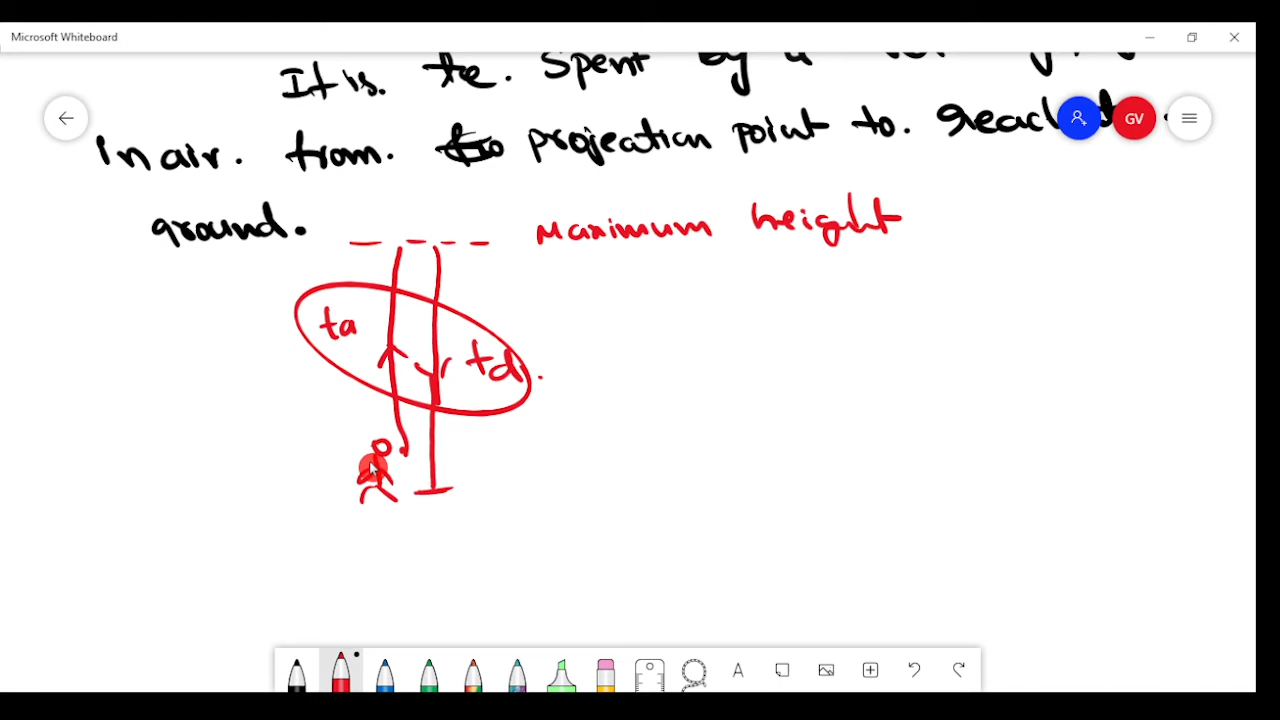 Microsoft Whiteboard
It is. the. Spent by a
GV
In air. from. projection point to. reach
ground.
Maximum height
ta
td.
A